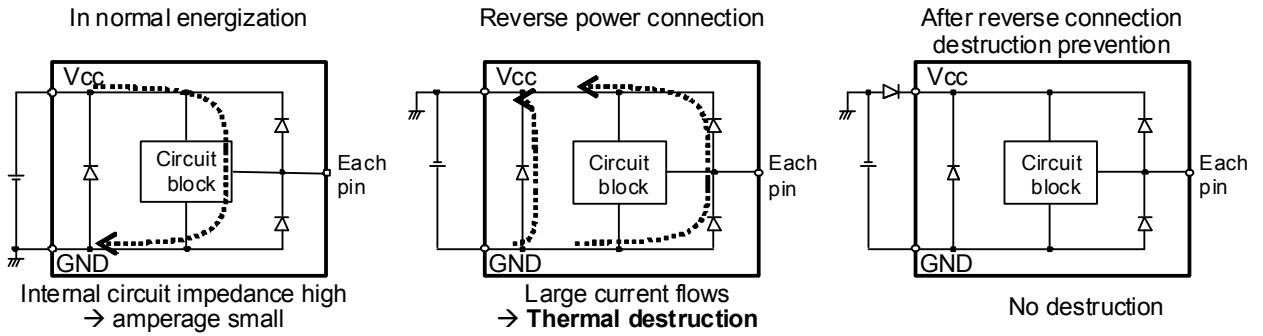 In normal energization
Vcc
Circuit
block
Each
pin
GND
Internal circuit impedance high
→ amperage small
Reverse power connection
Vcc
Circuit
block
Each
pin
GND
Large current flows
→ Thermal destruction
After reverse connection
destruction prevention
Vcc
Circuit
block
Each
pin
GND
No destruction